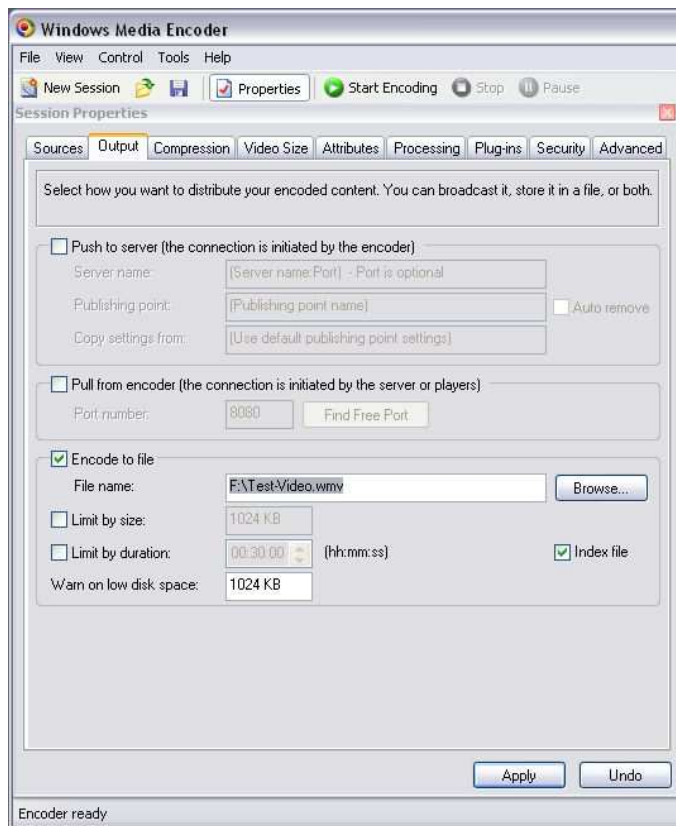 Windows Media Encoder
File View Control Tools Help
New Session Properties Start Encoding Stop Pause
Session Properties
Sources Output Compression Video Size Attributes Processing Plug-ins Security Advanced
Select how you want to distribute your encoded content. You can broadcast it, store it in a file, or both.
Push to server (the connection is initiated by the encoder)
Server name: (Server name:Port) - Port is optional
Publishing point: (Publishing point name) Auto remove
Copy settings from: (Use default publishing point settings)
Pull from encoder (the connection is initiated by the server or players)
Port number: 8080 Find Free Port
Encode to file
File name: F:\Test-Video.wmv Browse...
Limit by size: 1024 KB
Limit by duration: 00:30:00 (hh:mm:ss) Index file
Warn on low disk space: 1024 KB
Apply Undo
Encoder ready